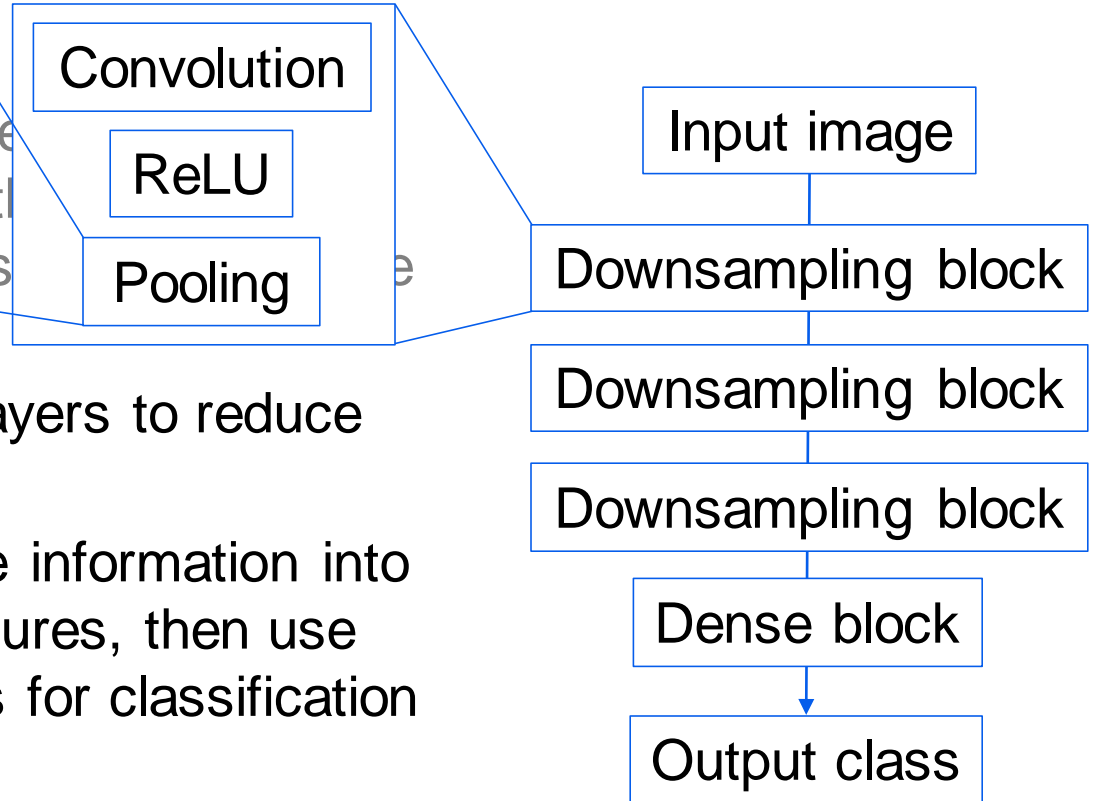 Convolution
ReLU
Pooling
e
ayers to reduce
e information into
ures, then use
s for classification
Input image
Downsampling block
Downsampling block
Downsampling block
Dense block
Output class